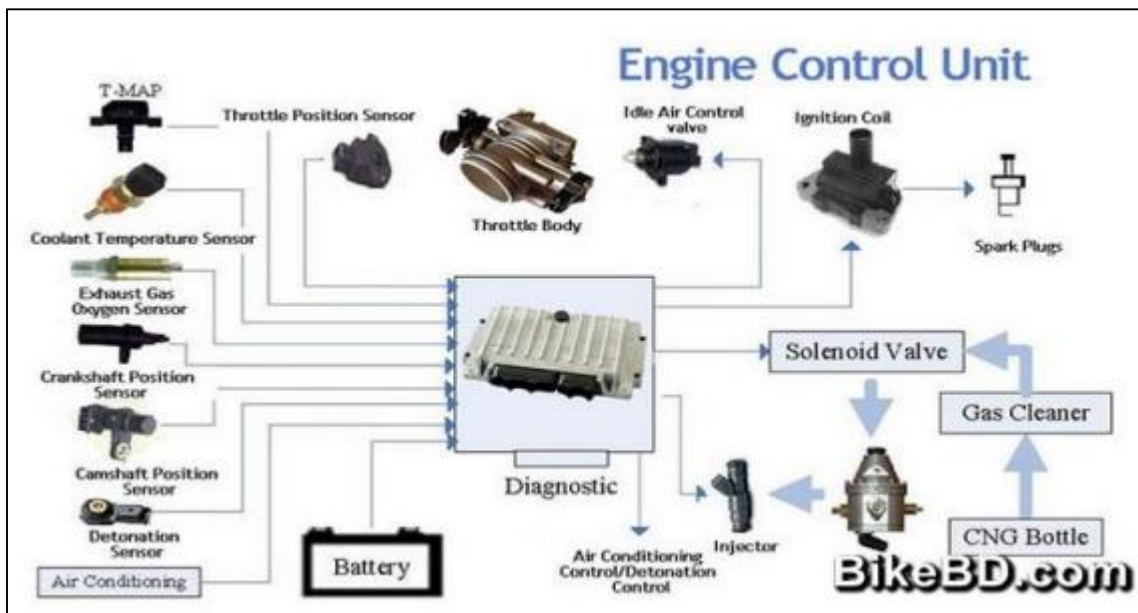 Engine Control Unit
T-MAP
Throttle Position Sensor
Idle Air Control
valve
Ignition Coil
Throttle Body
Spark Plugs
Coolant Temperature Sensor
Exhaust Gas
Oxygen Sensor
Crankshaft Position
Sensor
Camshaft Position
Sensor
Detonation
Sensor
Air Conditioning
Battery
Diagnostic
Air Conditioning
Control/Detonation
Control
Injector
Solenoid Valve
Gas Cleaner
CNG Bottle
BikeBD.com